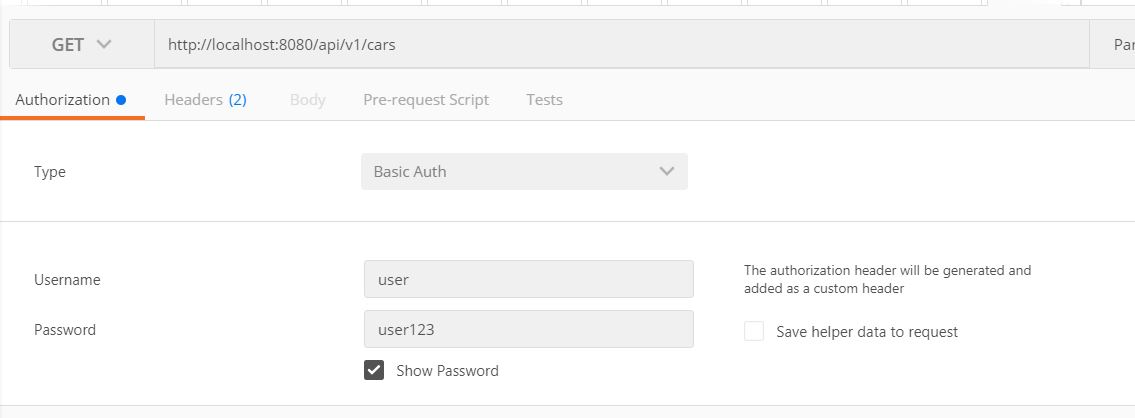 GET http://localhost:8080/api/v1/cars
Authorization Headers (2) Body Pre-request Script Tests
Type Basic Auth
Username user The authorization header will be generated and
added as a custom header
Password user123 Save helper data to request
Show Password